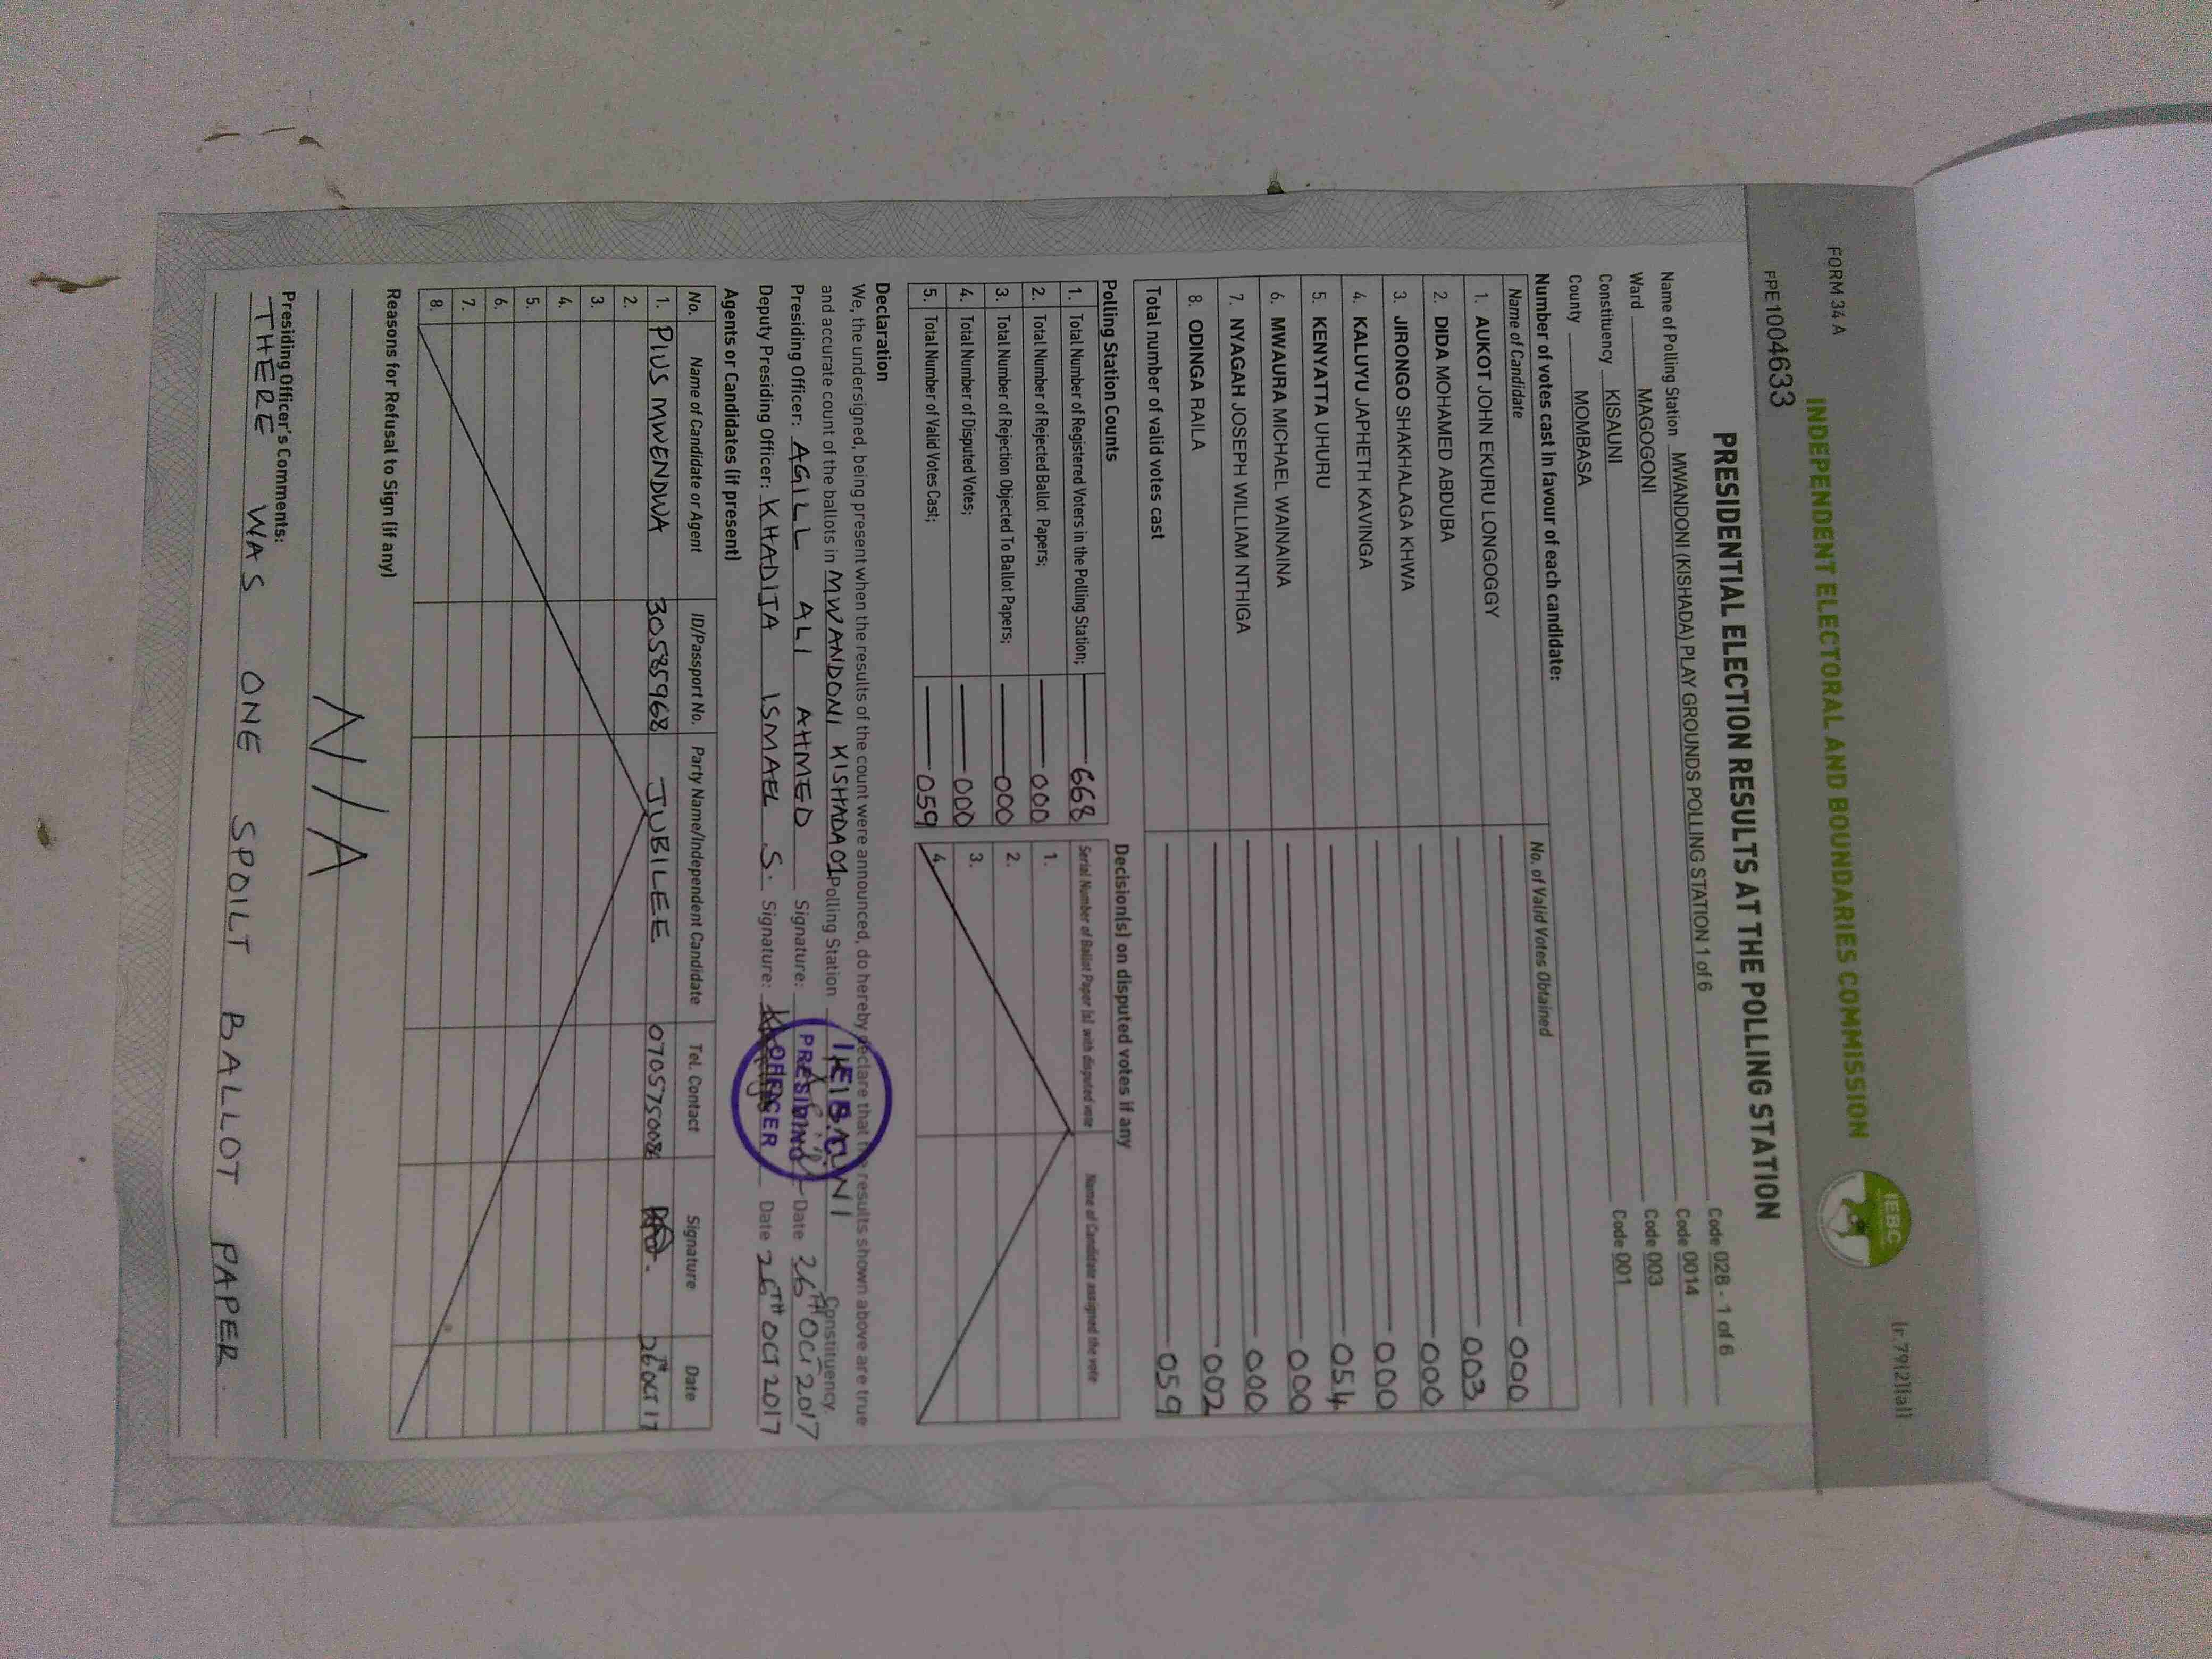 FORM 34 A
(r.79(2)(a))
INDEPENDENT ELECTORAL AND BOUNDARIES COMMISSION
IEBC
FPE1004633
PRESIDENTIAL ELECTION RESULTS AT THE POLLING STATION
Name of Polling Station MWANDONI (KISHADA) PLAY GROUNDS POLLING STATION 1 of 6 Code 028 - 1 of 6
Ward MAGOGONI Code 0014
Constituency KISAUNI Code 003
County MOMBASA Code 001
Number of votes cast in favour of each candidate:
Name of Candidate No. of Valid Votes Obtained
1. AUKOT JOHN EKURU LONGOGGY 000
2. DIDA MOHAMED ABDUBA 003
3. JIRONGO SHAKHALAGA KHWA 000
4. KALUYU JAPHETH KAVINGA 000
5. KENYATTA UHURU 054
6. MWAURA MICHAEL WAINAINA 000
7. NYAGAH JOSEPH WILLIAM NTHIGA 000
8. ODINGA RAILA 002
Total number of valid votes cast 059
Polling Station Counts
1. Total Number of Registered Voters in the Polling Station; 668
2. Total Number of Rejected Ballot Papers; 000
3. Total Number of Rejection Objected To Ballot Papers; 000
4. Total Number of Disputed Votes; 000
5. Total Number of Valid Votes Cast; 059
Decision(s) on disputed votes if any
Serial Number of Ballot Paper (s) with disputed vote Name of Candidate assigned the vote
1.
2.
3.
4.
Declaration
We, the undersigned, being present when the results of the count were announced, do hereby declare that the results shown above are true
and accurate count of the ballots in MWANDONI KISHADA 01 Polling Station Constituency.
Presiding Officer: AGILL ALI AHMED Signature: Date 26TH OCT 2017
Deputy Presiding Officer: KHADIJA ISMAEL S. Signature: Date 26TH OCT 2017
PRESIDING
OFFICER
Agents or Candidates (if present)
No. Name of Candidate or Agent ID/Passport No. Party Name/Independent Candidate Tel. Contact Signature Date
1. PIUS MWENDWA 30585968 JUBILEE 0705750081 26TH OCT 17
2.
3.
4.
5.
6.
7.
8.
Reasons for Refusal to Sign (if any)
N/A
Presiding Officer's Comments:
THERE WAS ONE SPOILT BALLOT PAPER.